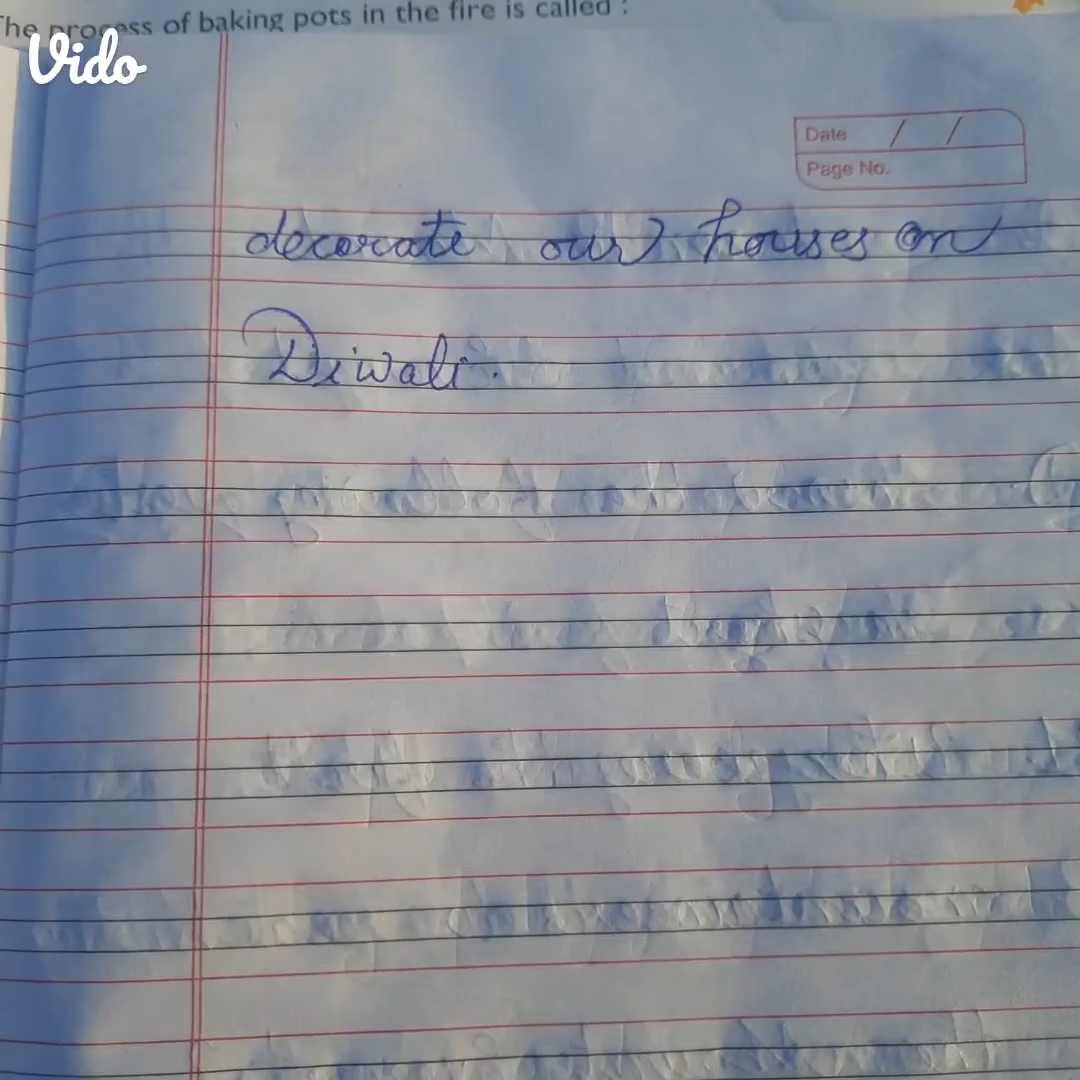 The process of baking pots in the fire is called :
Vido
Date / /
Page No.
decorate our houses on
Diwali.